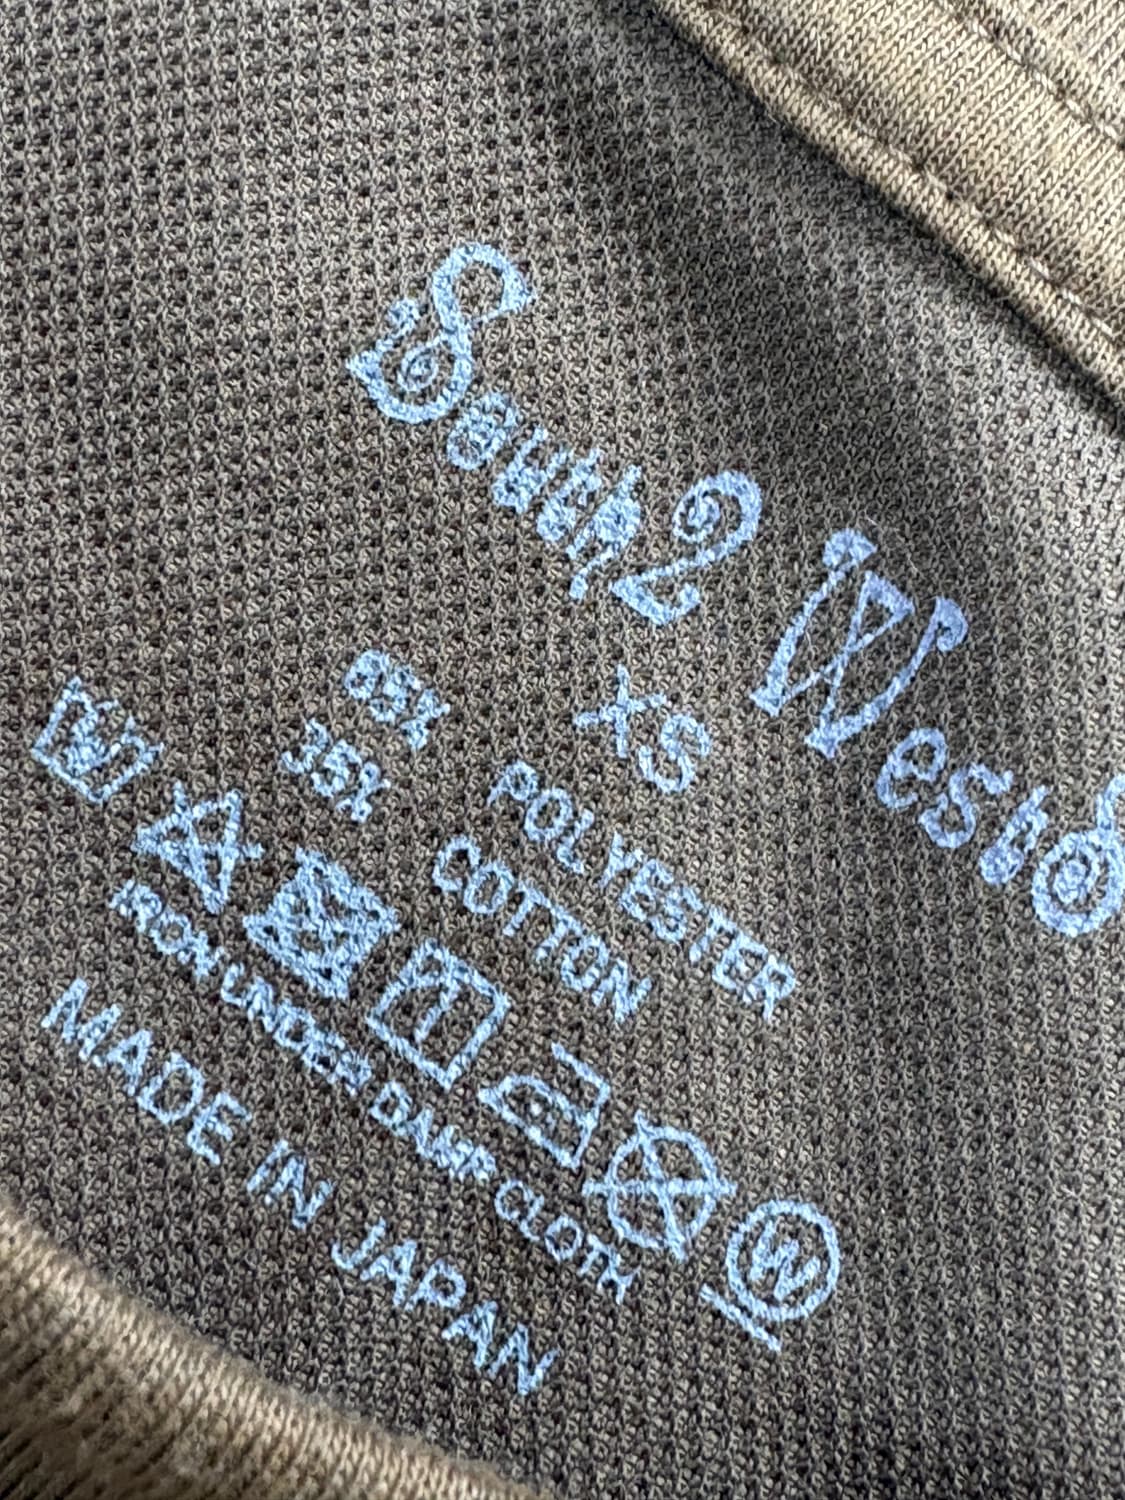 South2 West8
XS
65% POLYESTER
35% COTTON
W
IRON UNDER DAMP CLOTH
MADE IN JAPAN